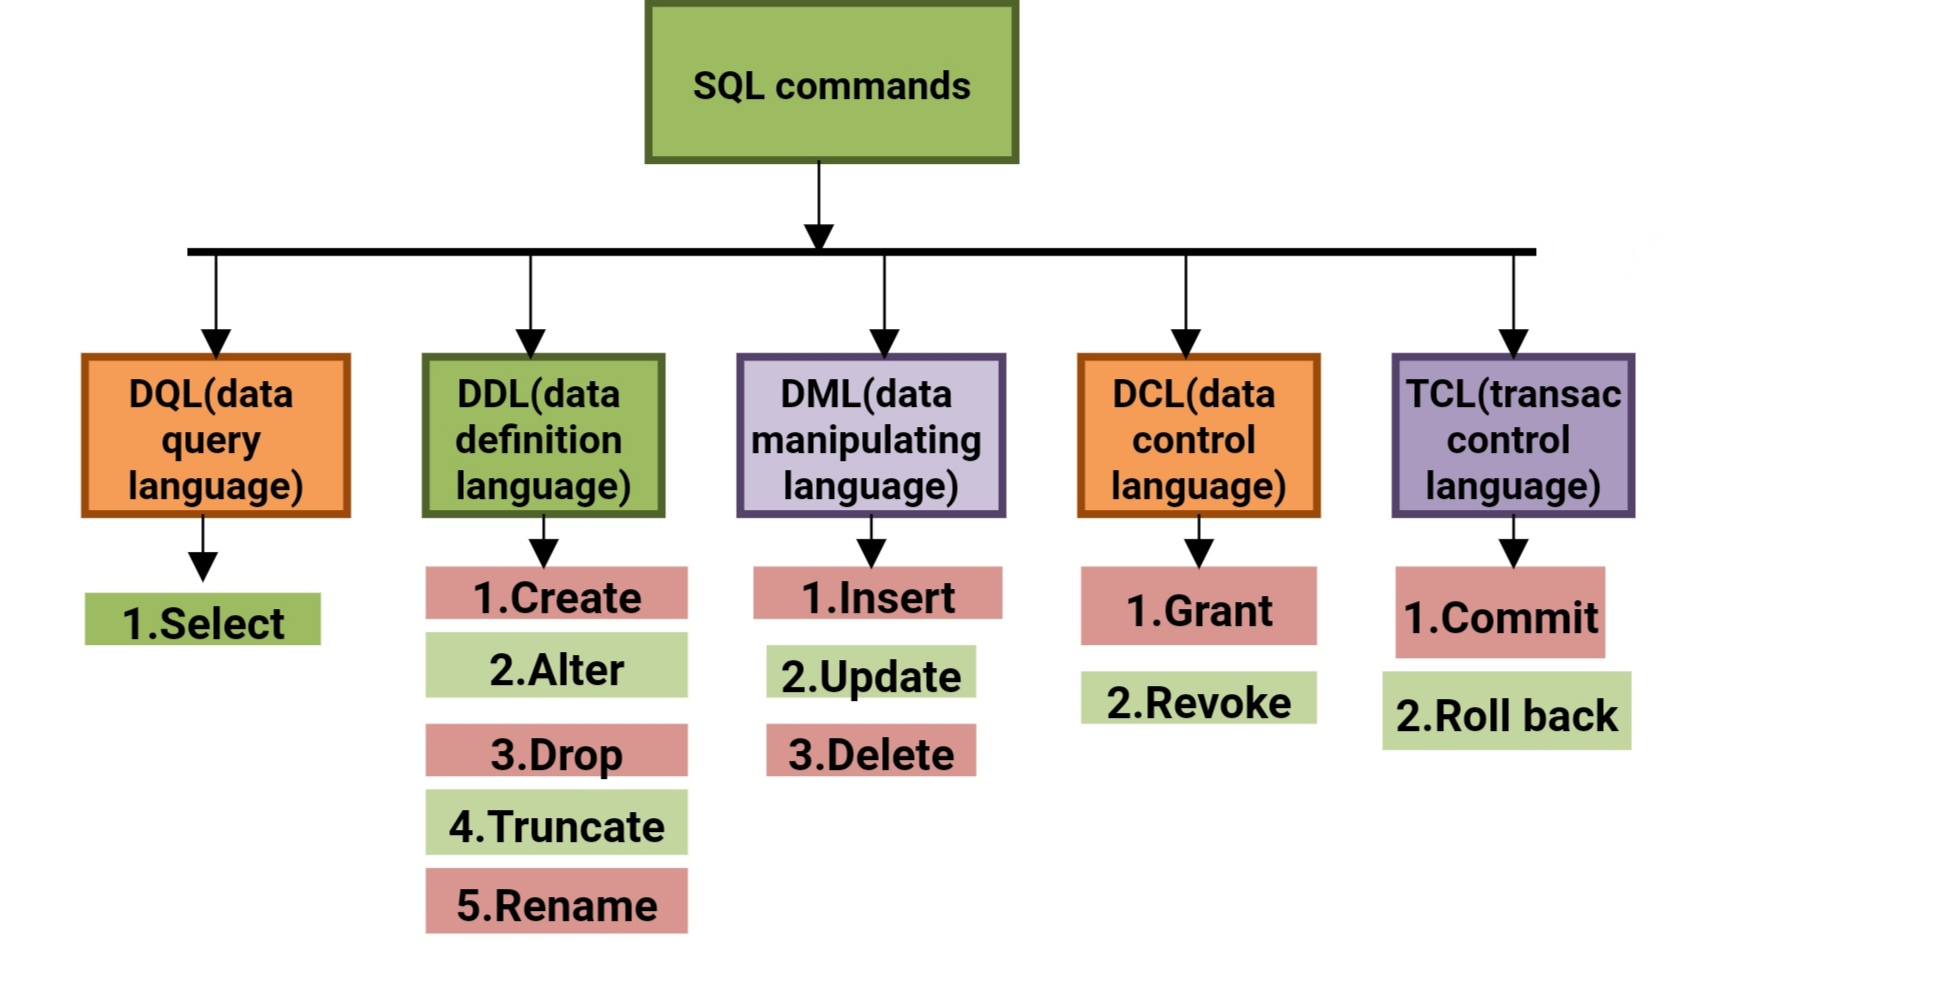 SQL commands
DQL(data
query
language)
DDL(data
definition
language)
DML(data
manipulating
language)
DCL(data
control
language)
TCL(transac
control
language)
1.Select
1.Create
2.Alter
3.Drop
4.Truncate
5.Rename
1.Insert
2.Update
3.Delete
1.Grant
2.Revoke
1.Commit
2.Roll back